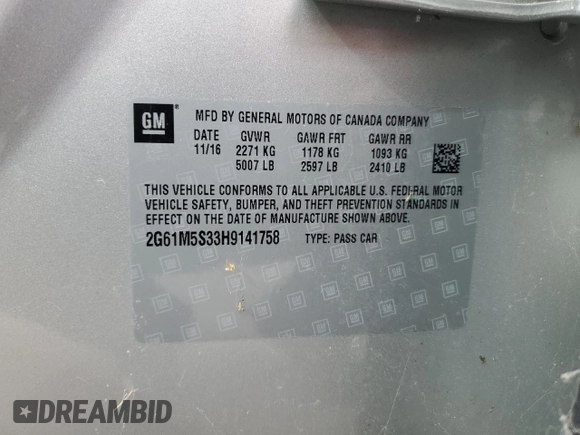 GM MFD BY GENERAL MOTORS OF CANADA COMPANY
DATE GVWR GAWR FRT GAWR RR
11/16 2271 KG 1178 KG 1093 KG
5007 LB 2597 LB 2410 LB
THIS VEHICLE CONFORMS TO ALL APPLICABLE U.S. FEDERAL MOTOR
VEHICLE SAFETY, BUMPER, AND THEFT PREVENTION STANDARDS
IN EFFECT ON THE DATE OF MANUFACTURE SHOWN ABOVE.
2G61M5S33H9141758 TYPE: PASS CAR
DREAMBID